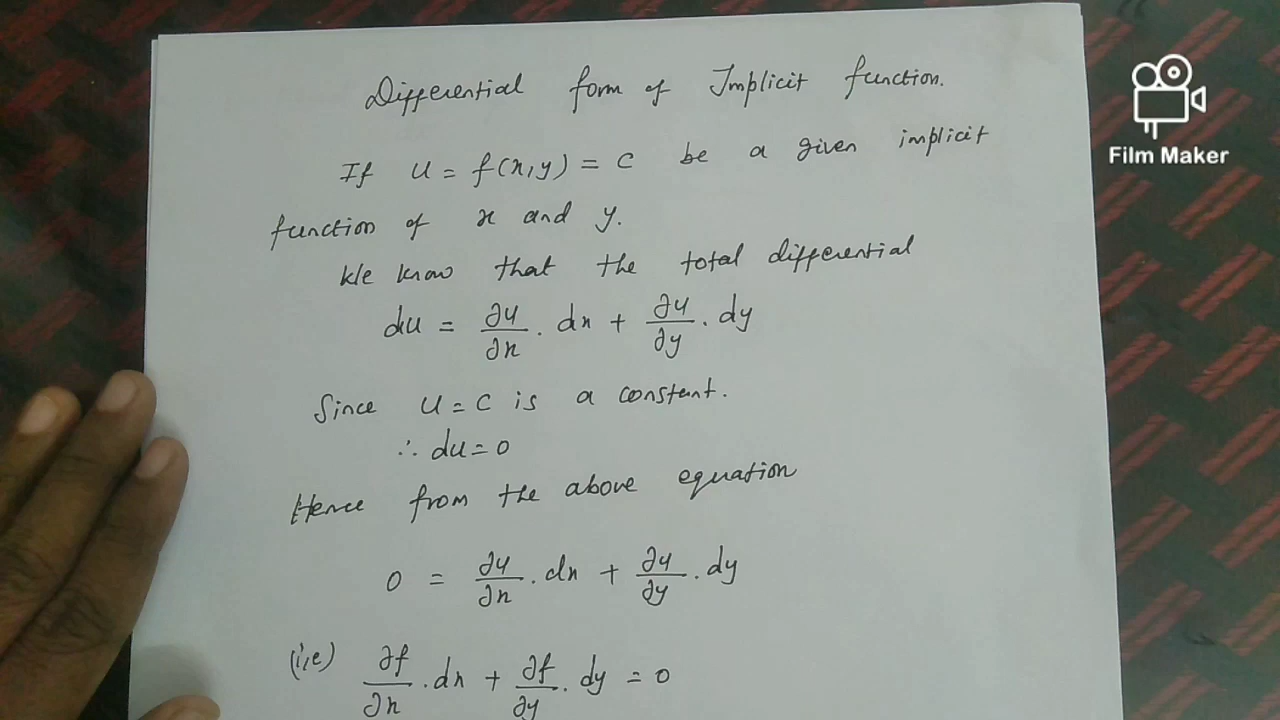 Differential form of Implicit function.
If u = f(x,y) = c be a given implicit
function of x and y.
We know that the total differential
du = ∂u/∂x . dx + ∂u/∂y . dy
Since u = c is a constant.
∴ du = 0
Hence from the above equation
0 = ∂u/∂x . dx + ∂u/∂y . dy
(i,e) ∂f/∂x . dx + ∂f/∂y . dy = 0
Film Maker